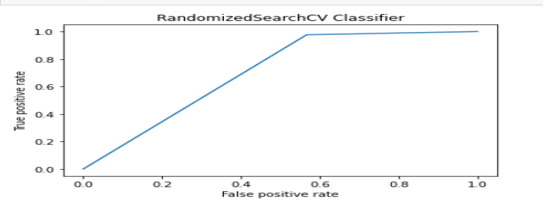 RandomizedSearchCV Classifier
1.0
0.8
0.6
0.4
0.2
0.0
True positive rate
0.0 0.2 0.4 0.6 0.8 1.0
False positive rate